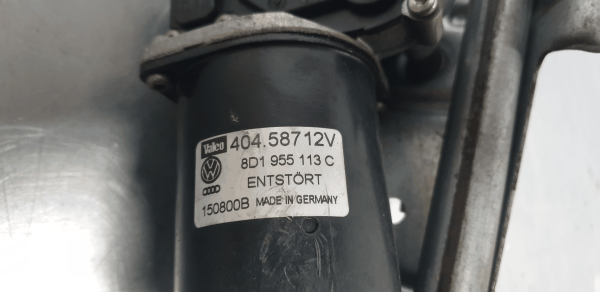 Valeo 404.58712V
8D1 955 113 C
ENTSTÖRT
150800B MADE IN GERMANY